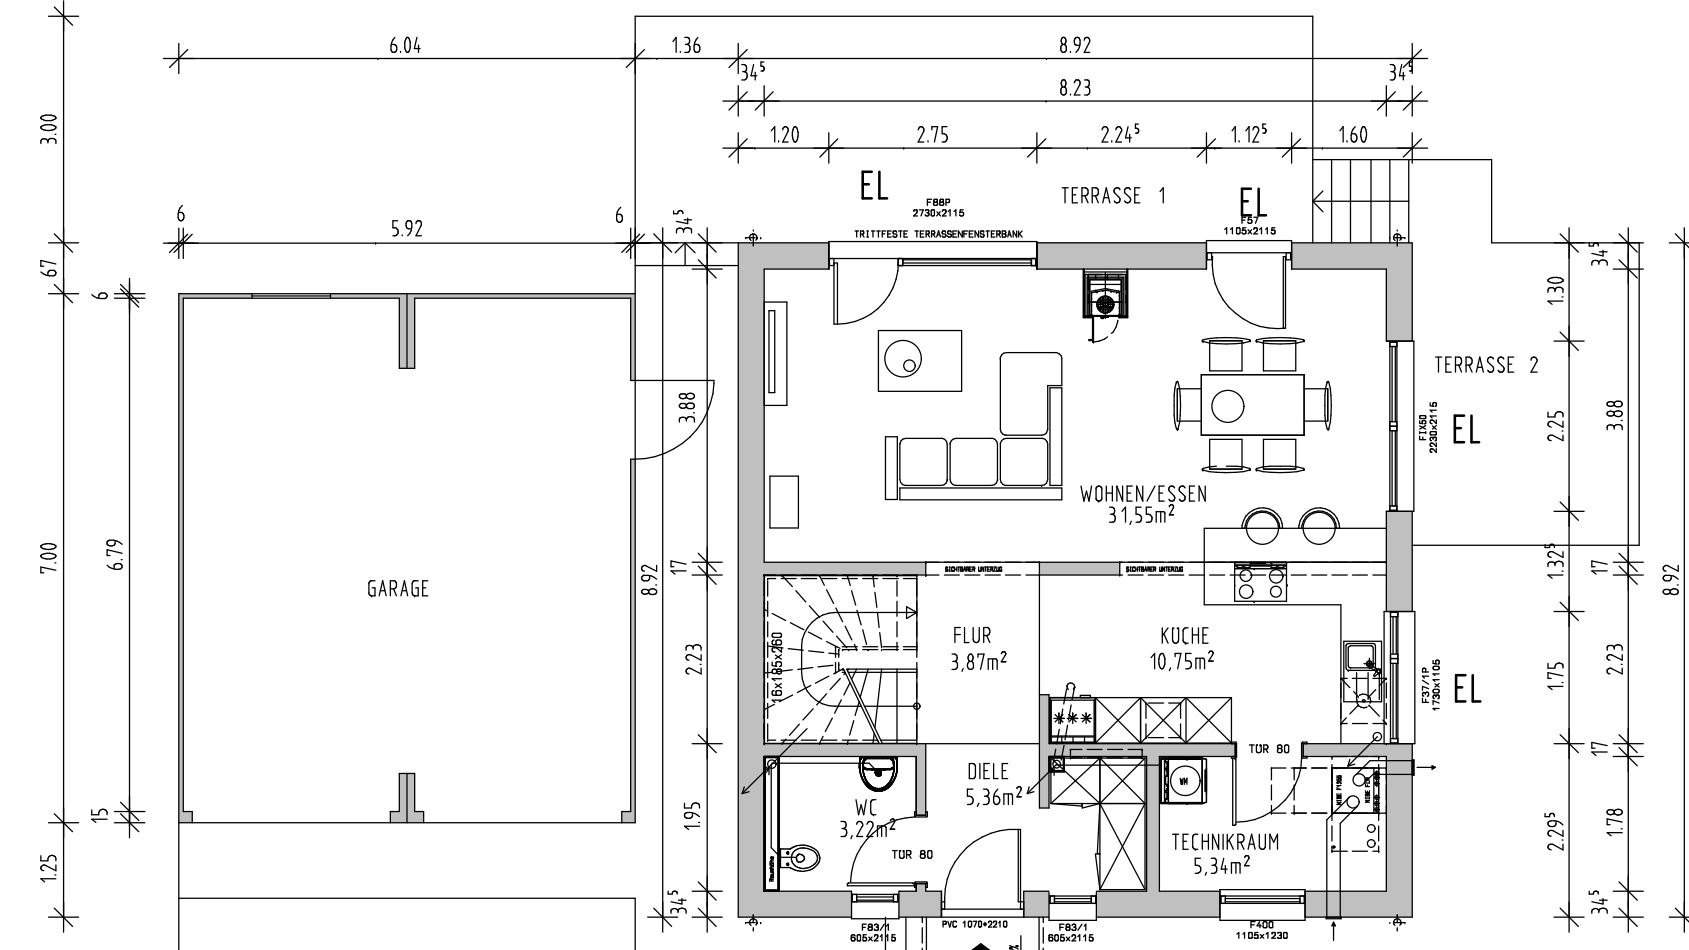 6.04
1.36
8.92
34⁵
34⁵
8.23
1.20
2.75
2.24⁵
1.12⁵
1.60
3.00
EL
F88P
2730x2115
TERRASSE 1
EL
F57
1105x2115
TRITTFESTE TERRASSENFENSTERBANK
6
5.92
6
34⁵
34⁵
67
6
1.30
TERRASSE 2
3.88
FIX50
2230x2115
EL
2.25
3.88
WOHNEN/ESSEN
31,55m²
7.00
6.79
GARAGE
8.92
17
SICHTBARER UNTERZUG
SICHTBARER UNTERZUG
1.32⁵
17
8.92
2.23
16x185x260
FLUR
3,87m²
KÜCHE
10,75m²
F37/1P
1730x1105
EL
1.75
2.23
TÜR 80
17
DIELE
5,36m²
WM
WC
3,22m²
TÜR 80
TECHNIKRAUM
5,34m²
15
1.95
2.29⁵
1.78
1.25
34⁵
34⁵
F83/1
605x2115
PVC 1070*2210
F83/1
605x2115
F400
1105x1230